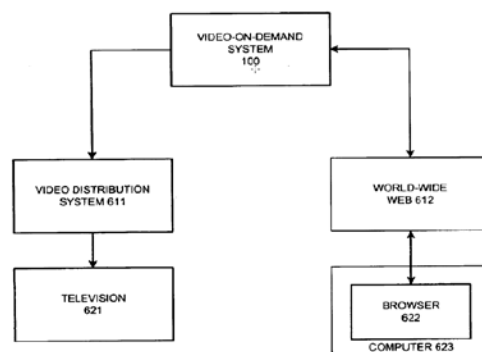 VIDEO-ON-DEMAND
SYSTEM
100
VIDEO DISTRIBUTION
SYSTEM 611
WORLD-WIDE
WEB 612
TELEVISION
621
BROWSER
622
COMPUTER 623